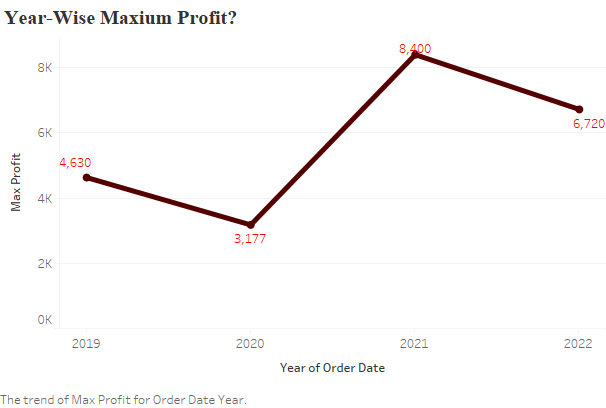 Year-Wise Maxium Profit?
8K
6K
4K
2K
0K
Max Profit
4,630
3,177
8,400
6,720
2019
2020
2021
2022
Year of Order Date
The trend of Max Profit for Order Date Year.